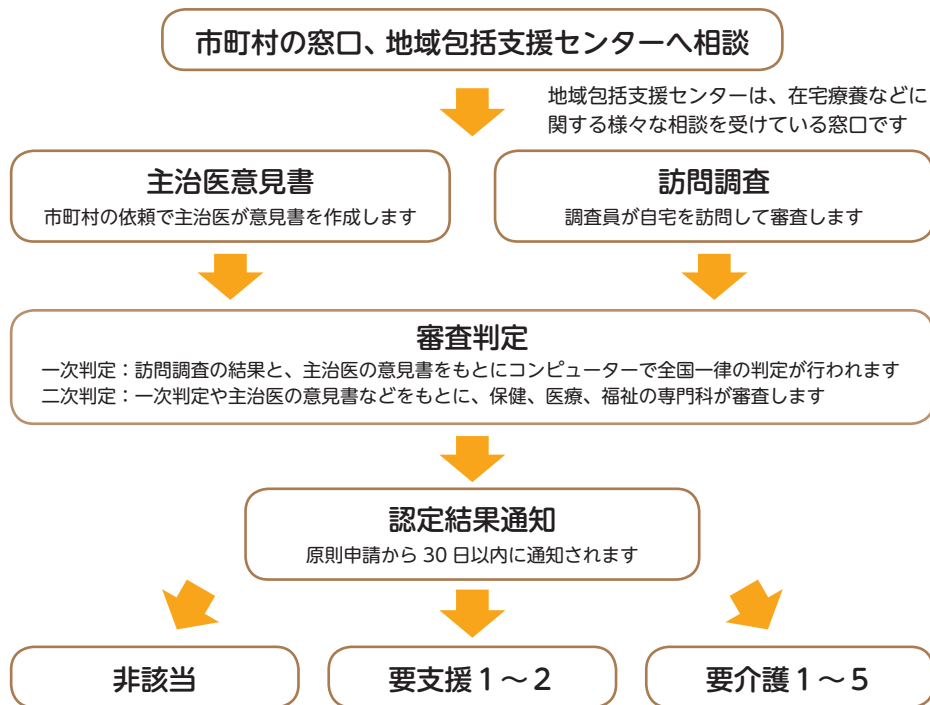 市町村の窓口、地域包括支援センターへ相談
地域包括支援センターは、在宅療養などに
関する様々な相談を受けている窓口です
主治医意見書
市町村の依頼で主治医が意見書を作成します
訪問調査
調査員が自宅を訪問して審査します
審査判定
一次判定：訪問調査の結果と、主治医の意見書をもとにコンピューターで全国一律の判定が行われます
二次判定：一次判定や主治医の意見書などをもとに、保健、医療、福祉の専門科が審査します
認定結果通知
原則申請から 30 日以内に通知されます
非該当
要支援１～２
要介護１～５